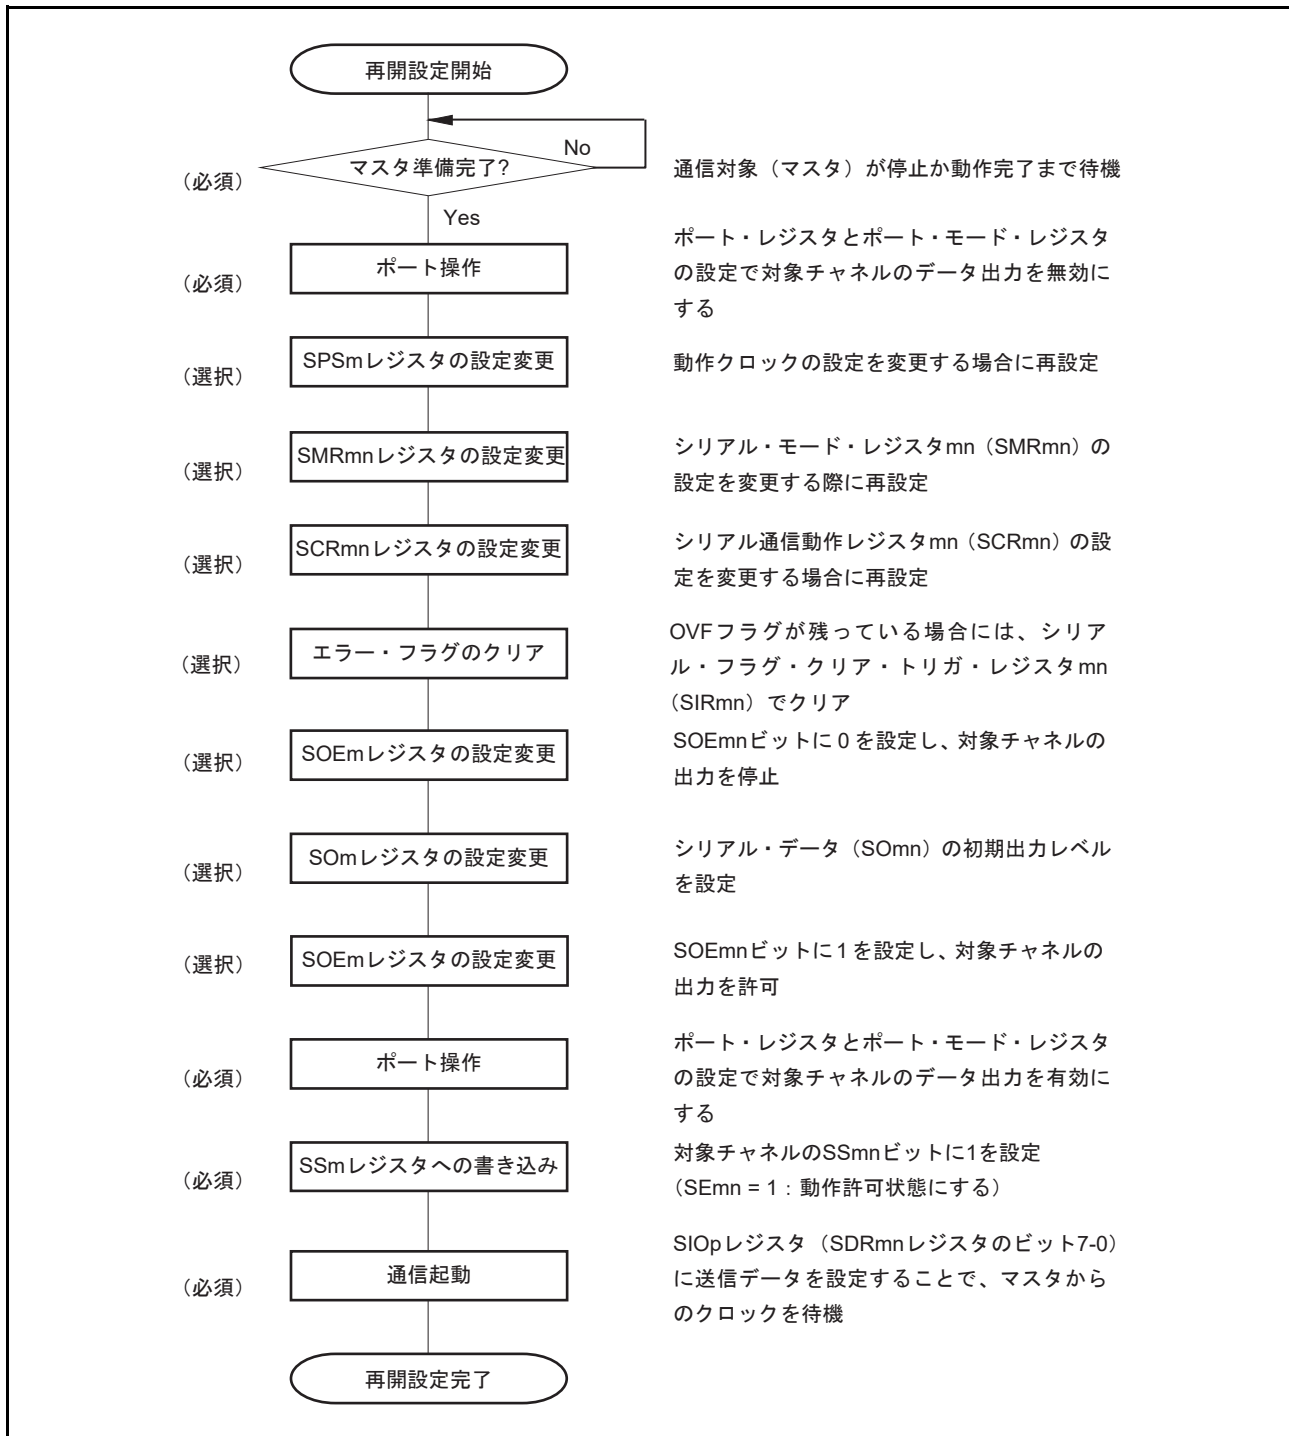 再開設定開始
No
マスタ準備完了?
(必須)
通信対象（マスタ）が停止か動作完了まで待機
Yes
ポート操作
(必須)
ポート・レジスタとポート・モード・レジスタ
の設定で対象チャネルのデータ出力を無効に
する
SPSmレジスタの設定変更
(選択)
動作クロックの設定を変更する場合に再設定
SMRmnレジスタの設定変更
(選択)
シリアル・モード・レジスタmn（SMRmn）の
設定を変更する際に再設定
SCRmnレジスタの設定変更
(選択)
シリアル通信動作レジスタmn（SCRmn）の設
定を変更する場合に再設定
エラー・フラグのクリア
(選択)
OVFフラグが残っている場合には、シリア
ル・フラグ・クリア・トリガ・レジスタmn
（SIRmn）でクリア
SOEmレジスタの設定変更
(選択)
SOEmnビットに0を設定し、対象チャネルの
出力を停止
SOmレジスタの設定変更
(選択)
シリアル・データ（SOmn）の初期出力レベル
を設定
SOEmレジスタの設定変更
(選択)
SOEmnビットに1を設定し、対象チャネルの
出力を許可
ポート操作
(必須)
ポート・レジスタとポート・モード・レジスタ
の設定で対象チャネルのデータ出力を有効に
する
SSmレジスタへの書き込み
(必須)
対象チャネルのSSmnビットに1を設定
（SEmn = 1：動作許可状態にする）
通信起動
(必須)
SIOpレジスタ（SDRmnレジスタのビット7-0）
に送信データを設定することで、マスタから
のクロックを待機
再開設定完了